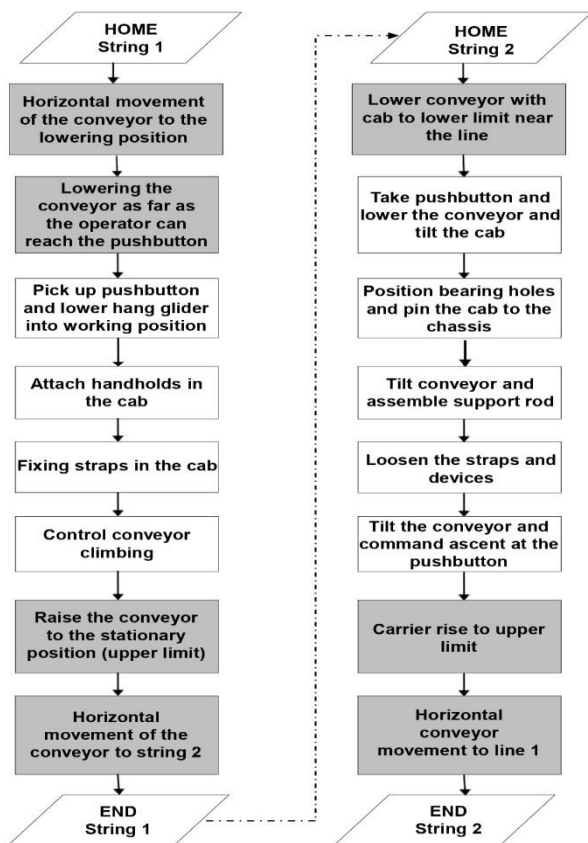 HOME
String 1
Horizontal movement
of the conveyor to the
lowering position
Lowering the
conveyor as far as
the operator can
reach the pushbutton
Pick up pushbutton
and lower hang glider
into working position
Attach handholds in
the cab
Fixing straps in the cab
Control conveyor
climbing
Raise the conveyor
to the stationary
position (upper limit)
Horizontal
movement of the
conveyor to string 2
END
String 1
HOME
String 2
Lower conveyor with
cab to lower limit near
the line
Take pushbutton and
lower the conveyor and
tilt the cab
Position bearing holes
and pin the cab to the
chassis
Tilt conveyor and
assemble support rod
Loosen the straps and
devices
Tilt the conveyor and
command ascent at the
pushbutton
Carrier rise to upper
limit
Horizontal
conveyor
movement to line 1
END
String 2